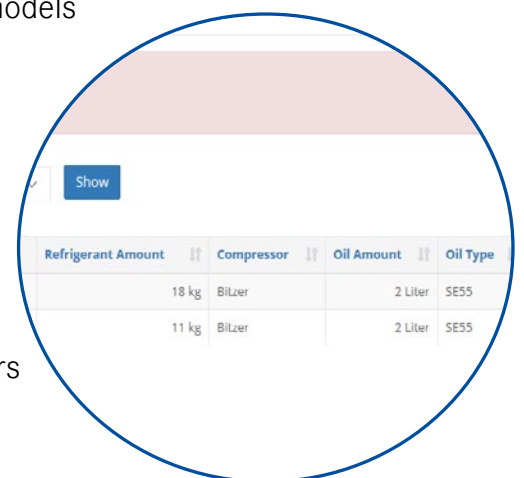 models
Show
Refrigerant Amount Compressor Oil Amount Oil Type
18 kg Bitzer 2 Liter SE55
11 kg Bitzer 2 Liter SE55
rs